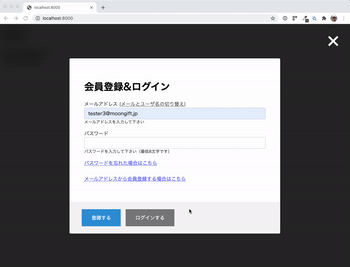 localhost:8000
localhost:8000
会員登録&ログイン
メールアドレス (メールとユーザ名の切り替え)
tester3@moongift.jp
メールアドレスを入力して下さい
パスワード
パスワードを入力して下さい（最低8文字です）
パスワードを忘れた場合はこちら
メールアドレスから会員登録する場合はこちら
登録する
ログインする